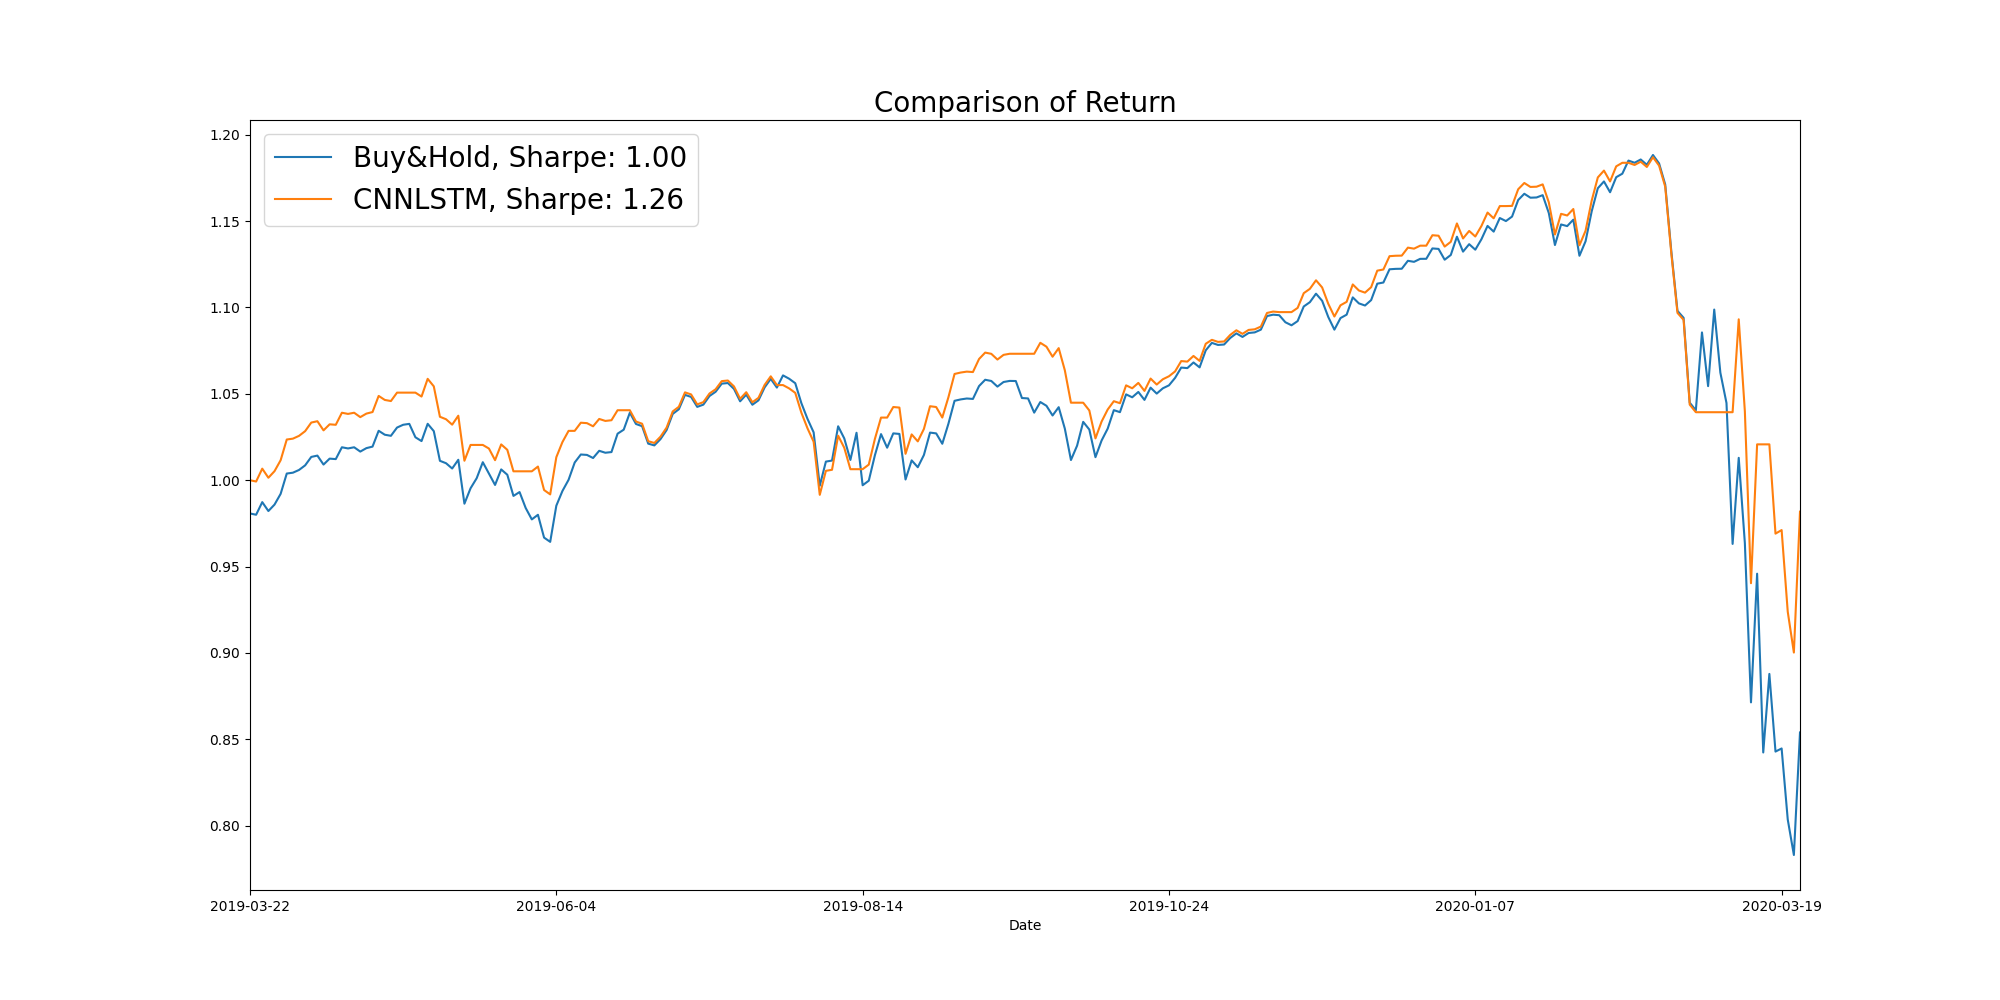 Comparison of Return
Buy&Hold, Sharpe: 1.00
CNNLSTM, Sharpe: 1.26
1.20
1.15
1.10
1.05
1.00
0.95
0.90
0.85
0.80
2019-03-22 2019-06-04 2019-08-14 2019-10-24 2020-01-07 2020-03-19
Date